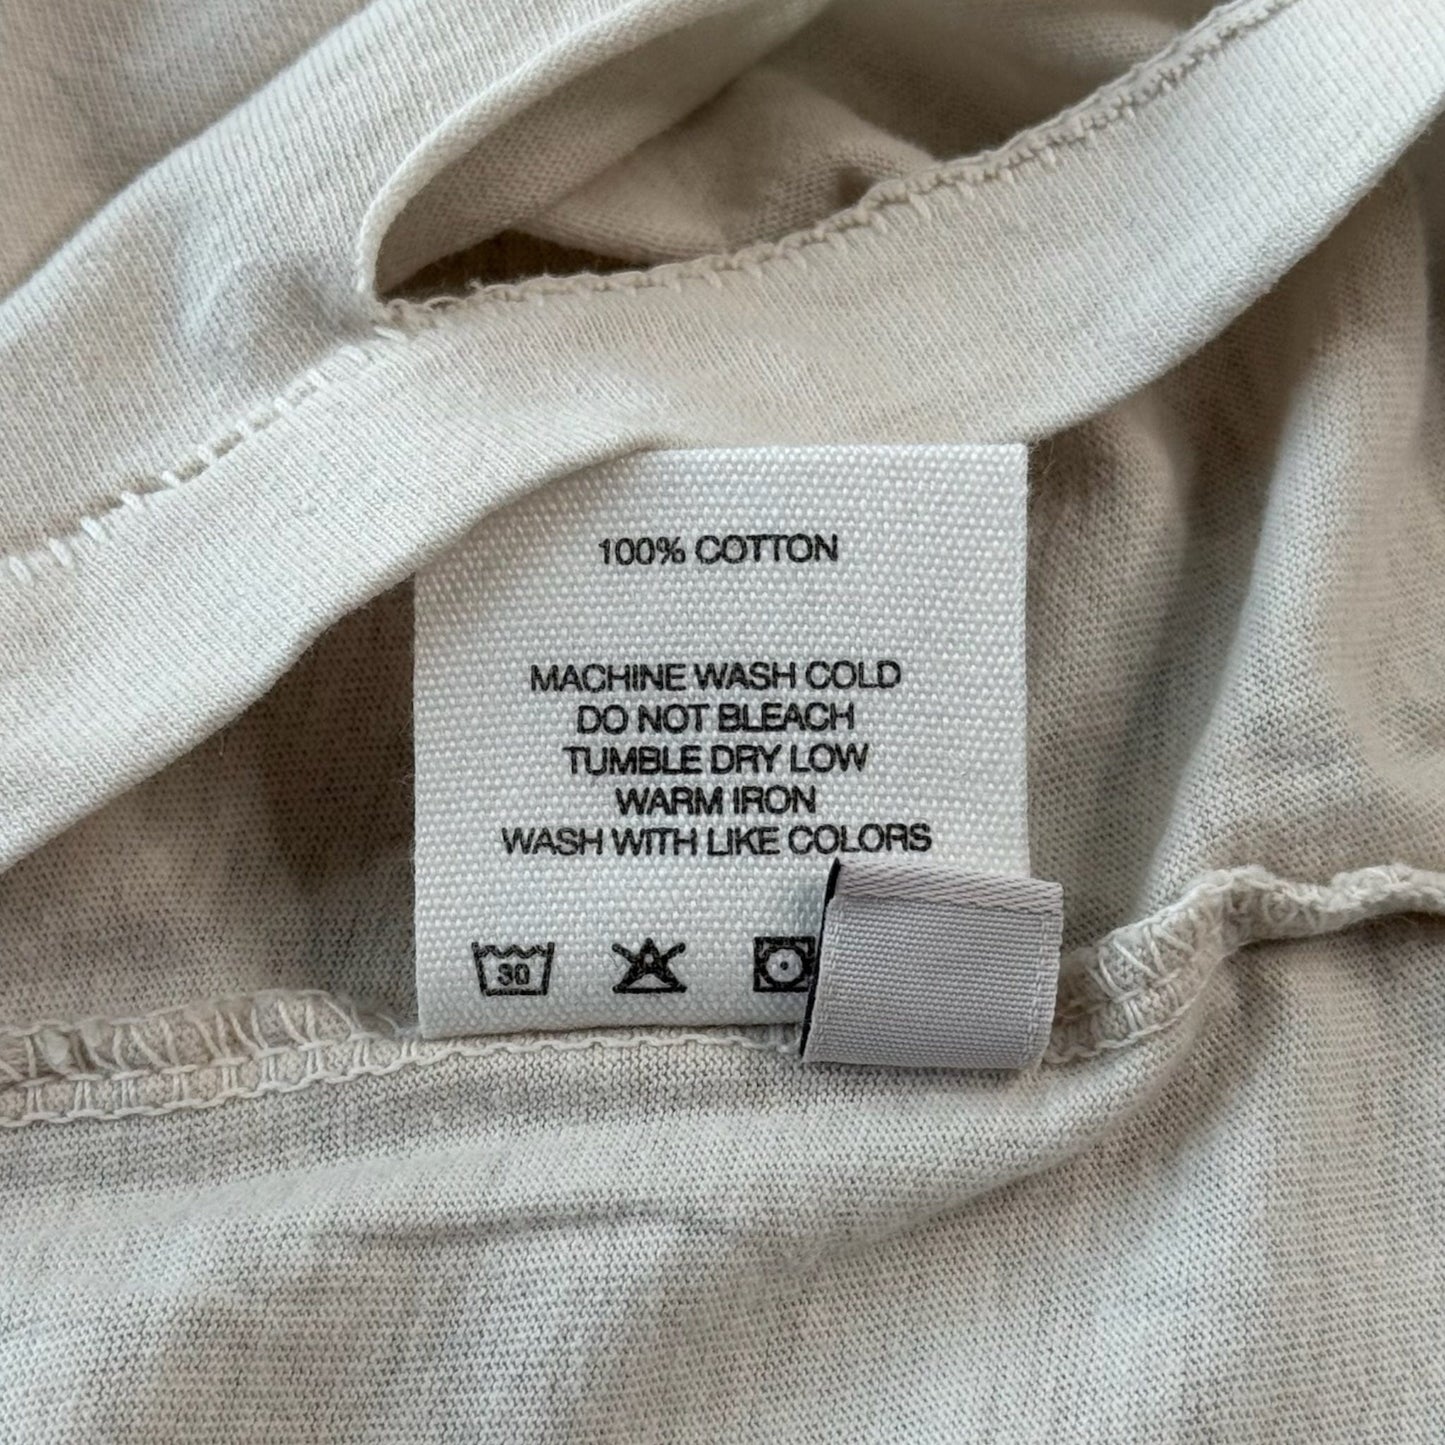 100% COTTON
MACHINE WASH COLD
DO NOT BLEACH
TUMBLE DRY LOW
WARM IRON
WASH WITH LIKE COLORS
30